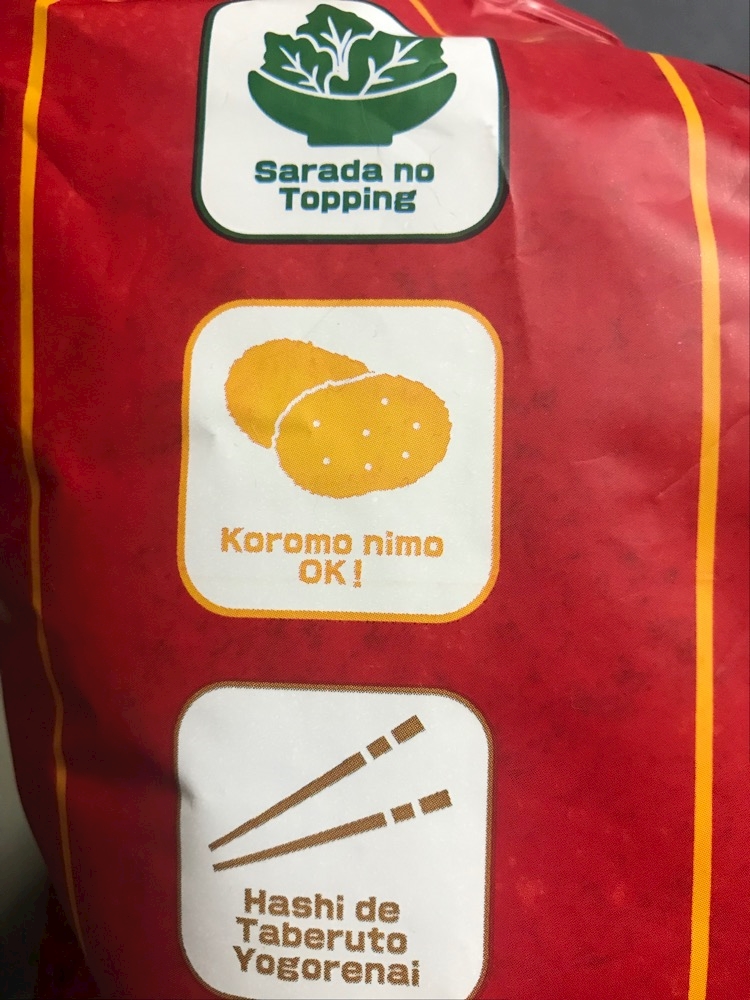 Sarada no
Topping
Koromo nimo
OK!
Hashi de
Taberuto
Yogorenai